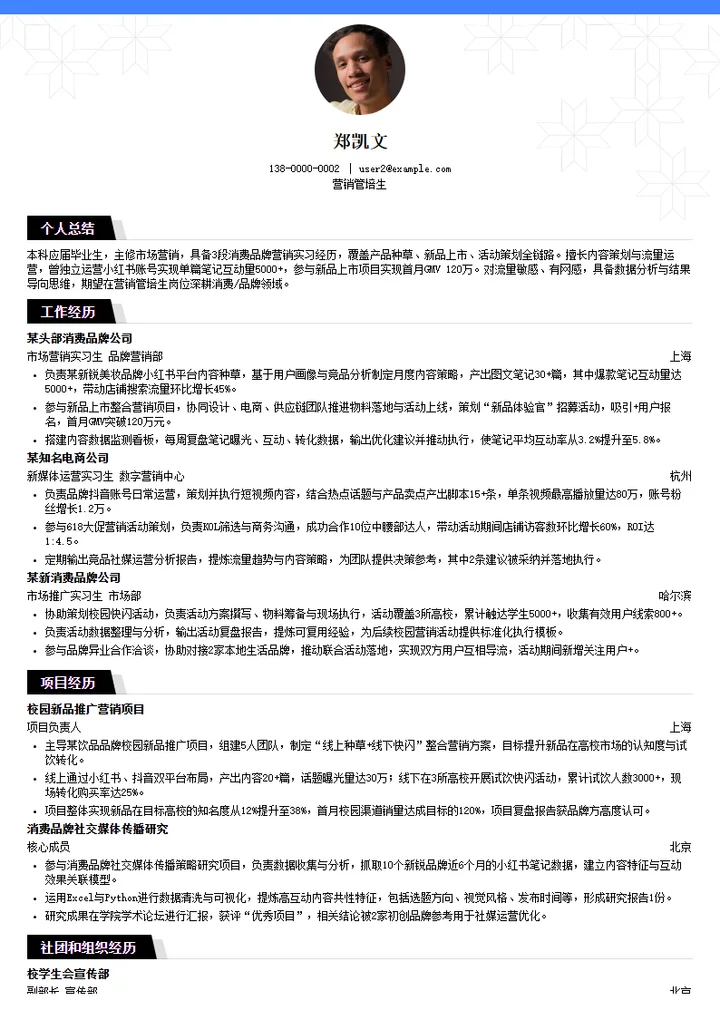 郑凯文
138-0000-0002 | user2@example.com
营销管培生
个人总结
本科应届毕业生，主修市场营销，具备3段消费品牌营销实习经历，覆盖产品种草、新品上市、活动策划全链路。擅长内容策划与流量运
营，曾独立运营小红书账号实现单篇笔记互动量5000+，参与新品上市项目实现首月GMV 120万。对流量敏感、有网感，具备数据分析与结果
导向思维，期望在营销管培生岗位深耕消费/品牌领域。
工作经历
某头部消费品牌公司
市场营销实习生 品牌营销部 上海
• 负责某新锐美妆品牌小红书平台内容种草，基于用户画像与竞品分析制定月度内容策略，产出图文笔记30+篇，其中爆款笔记互动量达
5000+，带动店铺搜索流量环比增长45%。
• 参与新品上市整合营销项目，协同设计、电商、供应链团队推进物料落地与活动上线，策划“新品体验官”招募活动，吸引+用户报
名，首月GMV突破120万元。
• 搭建内容数据监测看板，每周复盘笔记曝光、互动、转化数据，输出优化建议并推动执行，使笔记平均互动率从3.2%提升至5.8%。
某知名电商公司
新媒体运营实习生 数字营销中心 杭州
• 负责品牌抖音账号日常运营，策划并执行短视频内容，结合热点话题与产品卖点产出脚本15+条，单条视频最高播放量达80万，账号粉
丝增长1.2万。
• 参与618大促营销活动策划，负责KOL筛选与商务沟通，成功合作10位中腰部达人，带动活动期间店铺访客数环比增长60%，ROI达
1:4.5。
• 定期输出竞品社媒运营分析报告，提炼流量趋势与内容策略，为团队提供决策参考，其中2条建议被采纳并落地执行。
某新消费品牌公司
市场推广实习生 市场部 哈尔滨
• 协助策划校园快闪活动，负责活动方案撰写、物料筹备与现场执行，活动覆盖3所高校，累计触达学生5000+，收集有效用户线索800+。
• 负责活动数据整理与分析，输出活动复盘报告，提炼可复用经验，为后续校园营销活动提供标准化执行模板。
• 参与品牌异业合作洽谈，协助对接2家本地生活品牌，推动联合活动落地，实现双方用户互相导流，活动期间新增关注用户+。
项目经历
校园新品推广营销项目
项目负责人 上海
• 主导某饮品品牌校园新品推广项目，组建5人团队，制定“线上种草+线下快闪”整合营销方案，目标提升新品在高校市场的认知度与试
饮转化。
• 线上通过小红书、抖音双平台布局，产出内容20+篇，话题曝光量达30万；线下在3所高校开展试饮快闪活动，累计试饮人数3000+，现
场转化购买率达25%。
• 项目整体实现新品在目标高校的知名度从12%提升至38%，首月校园渠道销量达成目标的120%，项目复盘报告获品牌方高度认可。
消费品牌社交媒体传播研究
核心成员 北京
• 参与消费品牌社交媒体传播策略研究项目，负责数据收集与分析，抓取10个新锐品牌近6个月的小红书笔记数据，建立内容特征与互动
效果关联模型。
• 运用Excel与Python进行数据清洗与可视化，提炼高互动内容共性特征，包括选题方向、视觉风格、发布时间等，形成研究报告1份。
• 研究成果在学院学术论坛进行汇报，获评“优秀项目”，相关结论被2家初创品牌参考用于社媒运营优化。
社团和组织经历
校学生会宣传部
副部长 宣传部 北京